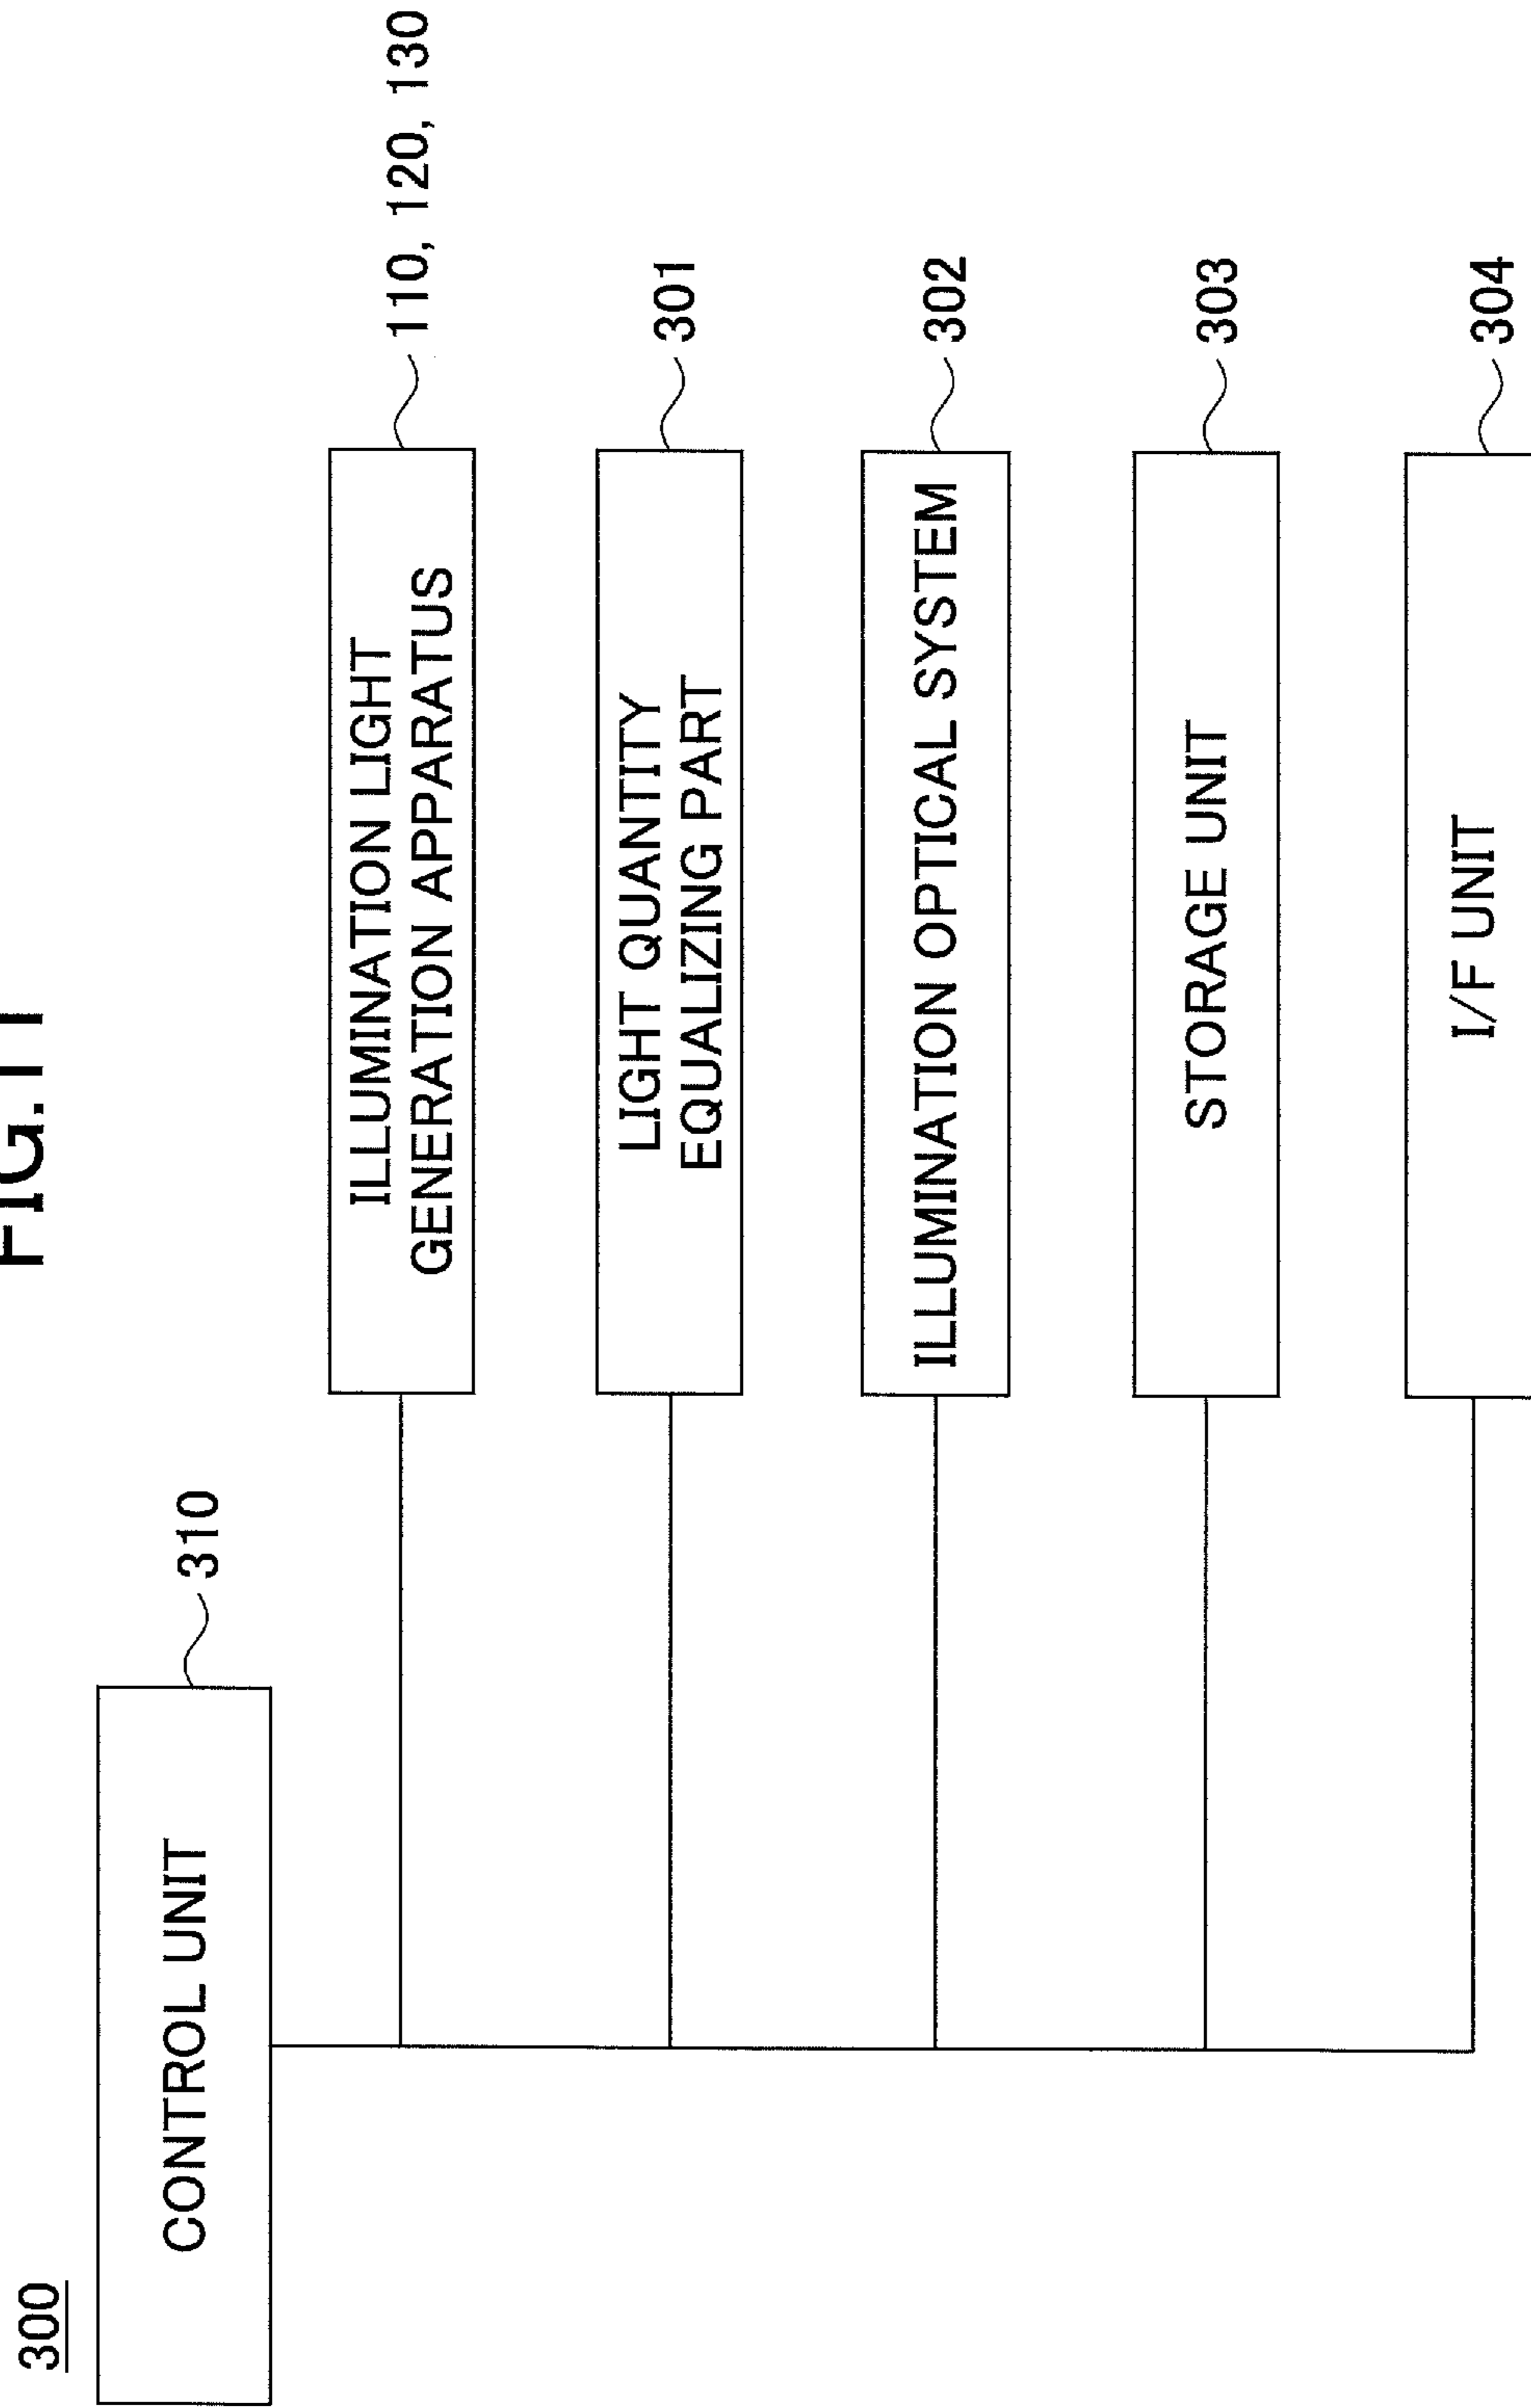 FIG. 11
300
CONTROL UNIT
310
ILLUMINATION LIGHT
GENERATION APPARATUS
110, 120, 130
LIGHT QUANTITY
EQUALIZING PART
301
ILLUMINATION OPTICAL SYSTEM
302
STORAGE UNIT
303
I/F UNIT
304